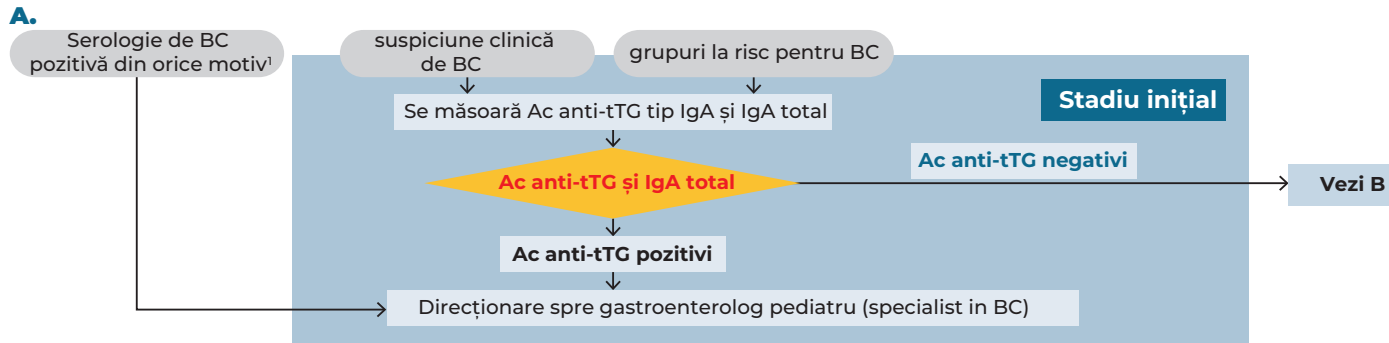 A.
Serologie de BC
pozitivă din orice motiv¹
suspiciune clinică
de BC
grupuri la risc pentru BC
Stadiu inițial
Se măsoară Ac anti-tTG tip IgA și IgA total
Ac anti-tTG negativi
Ac anti-tTG și IgA total
Vezi B
Ac anti-tTG pozitivi
Direcționare spre gastroenterolog pediatru (specialist in BC)